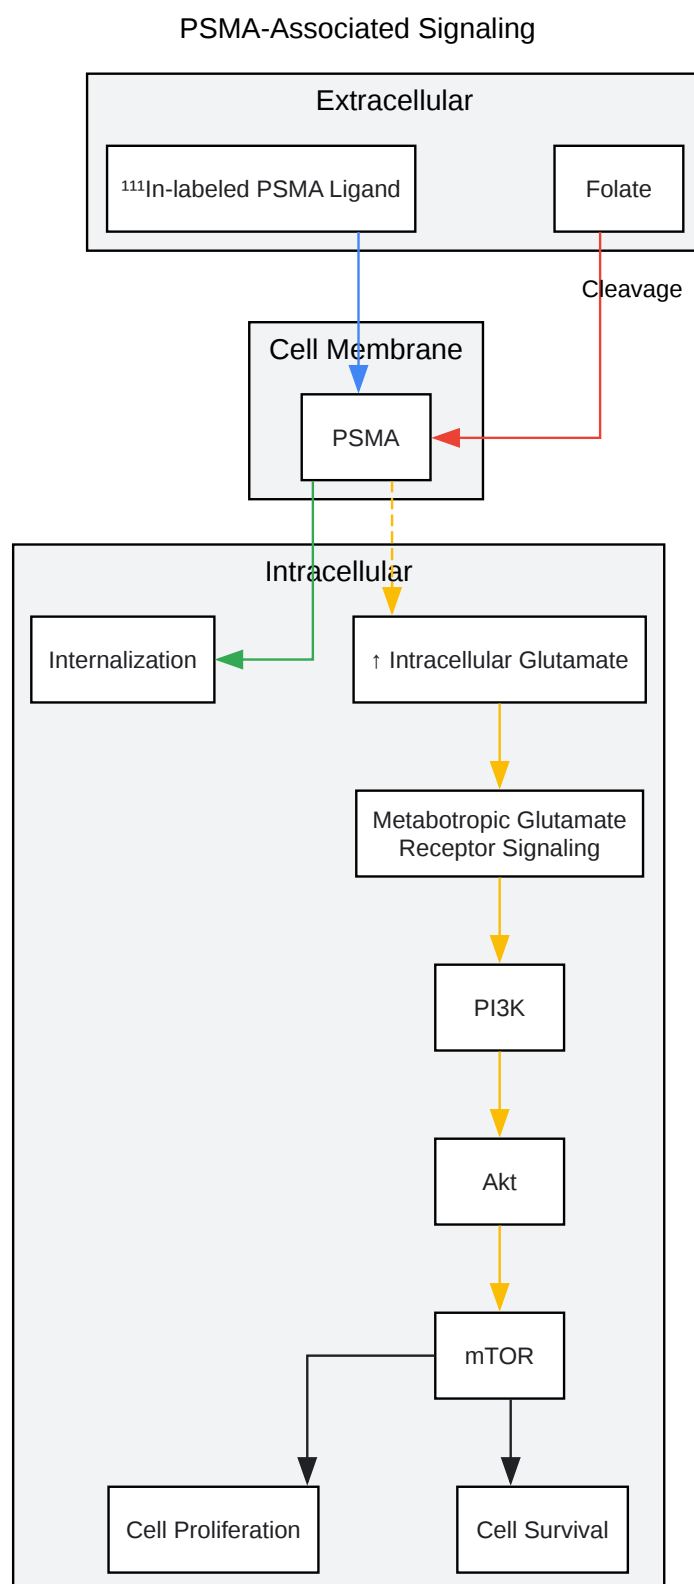 PSMA-Associated Signaling
Extracellular
¹¹¹In-labeled PSMA Ligand
Folate
Cleavage
Cell Membrane
PSMA
Intracellular
Internalization
↑ Intracellular Glutamate
Metabotropic Glutamate
Receptor Signaling
PI3K
Akt
mTOR
Cell Proliferation
Cell Survival